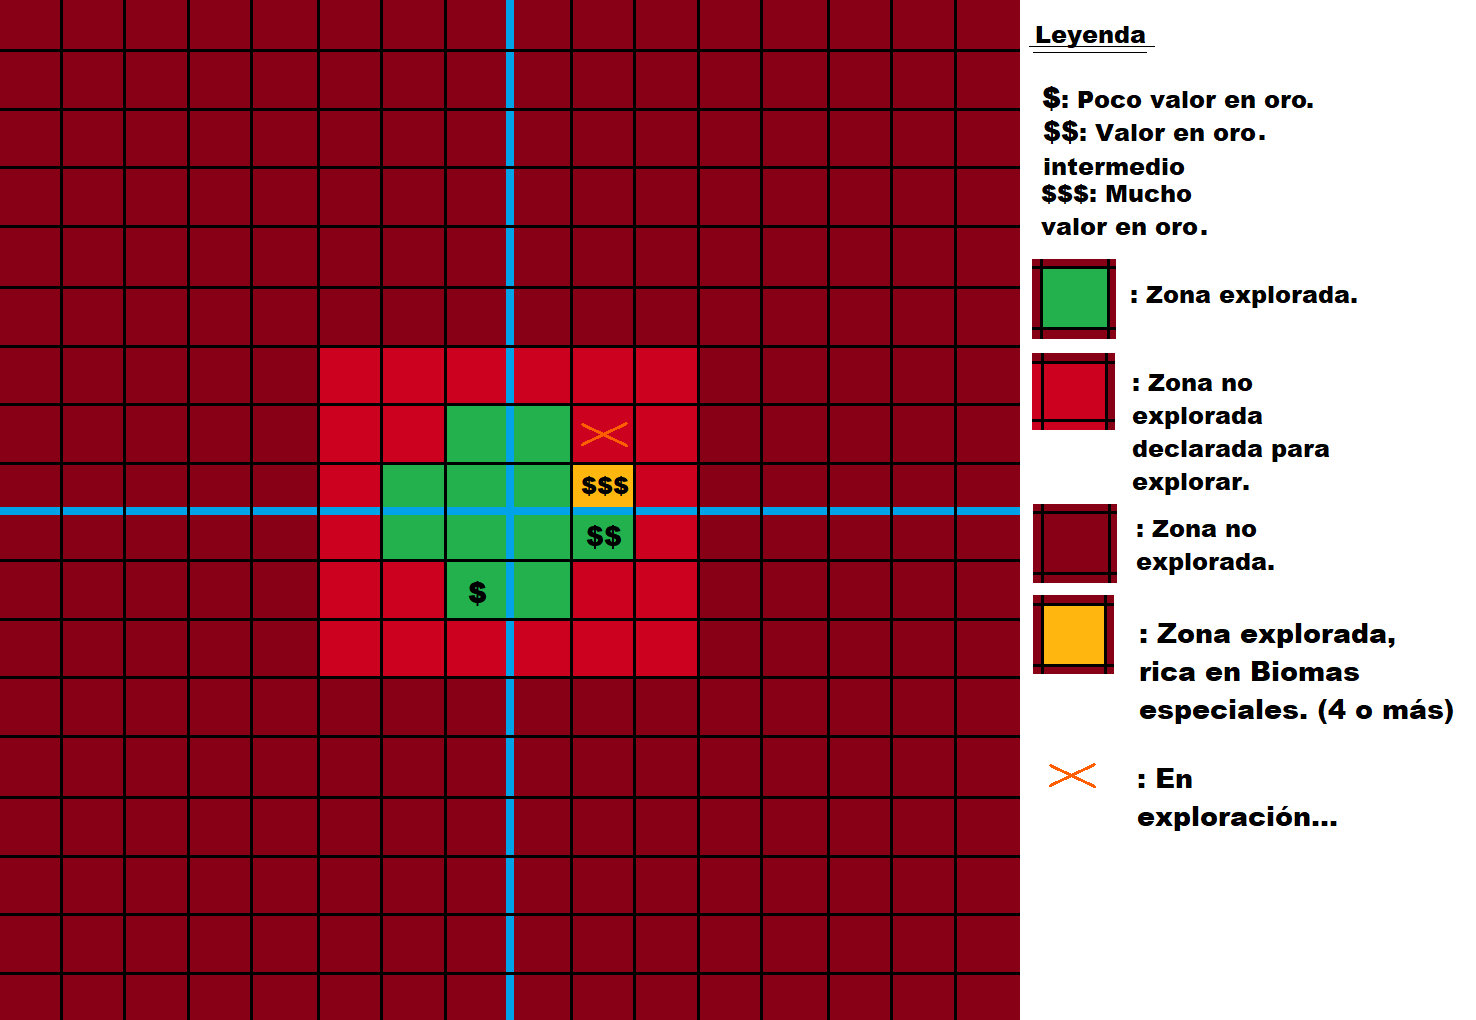 Leyenda
$: Poco valor en oro.
$$: Valor en oro.
intermedio
$$$: Mucho
valor en oro.
: Zona explorada.
: Zona no
explorada
declarada para
explorar.
$$$
$$
: Zona no
explorada.
$
: Zona explorada,
rica en Biomas
especiales. (4 o más)
: En
exploración...